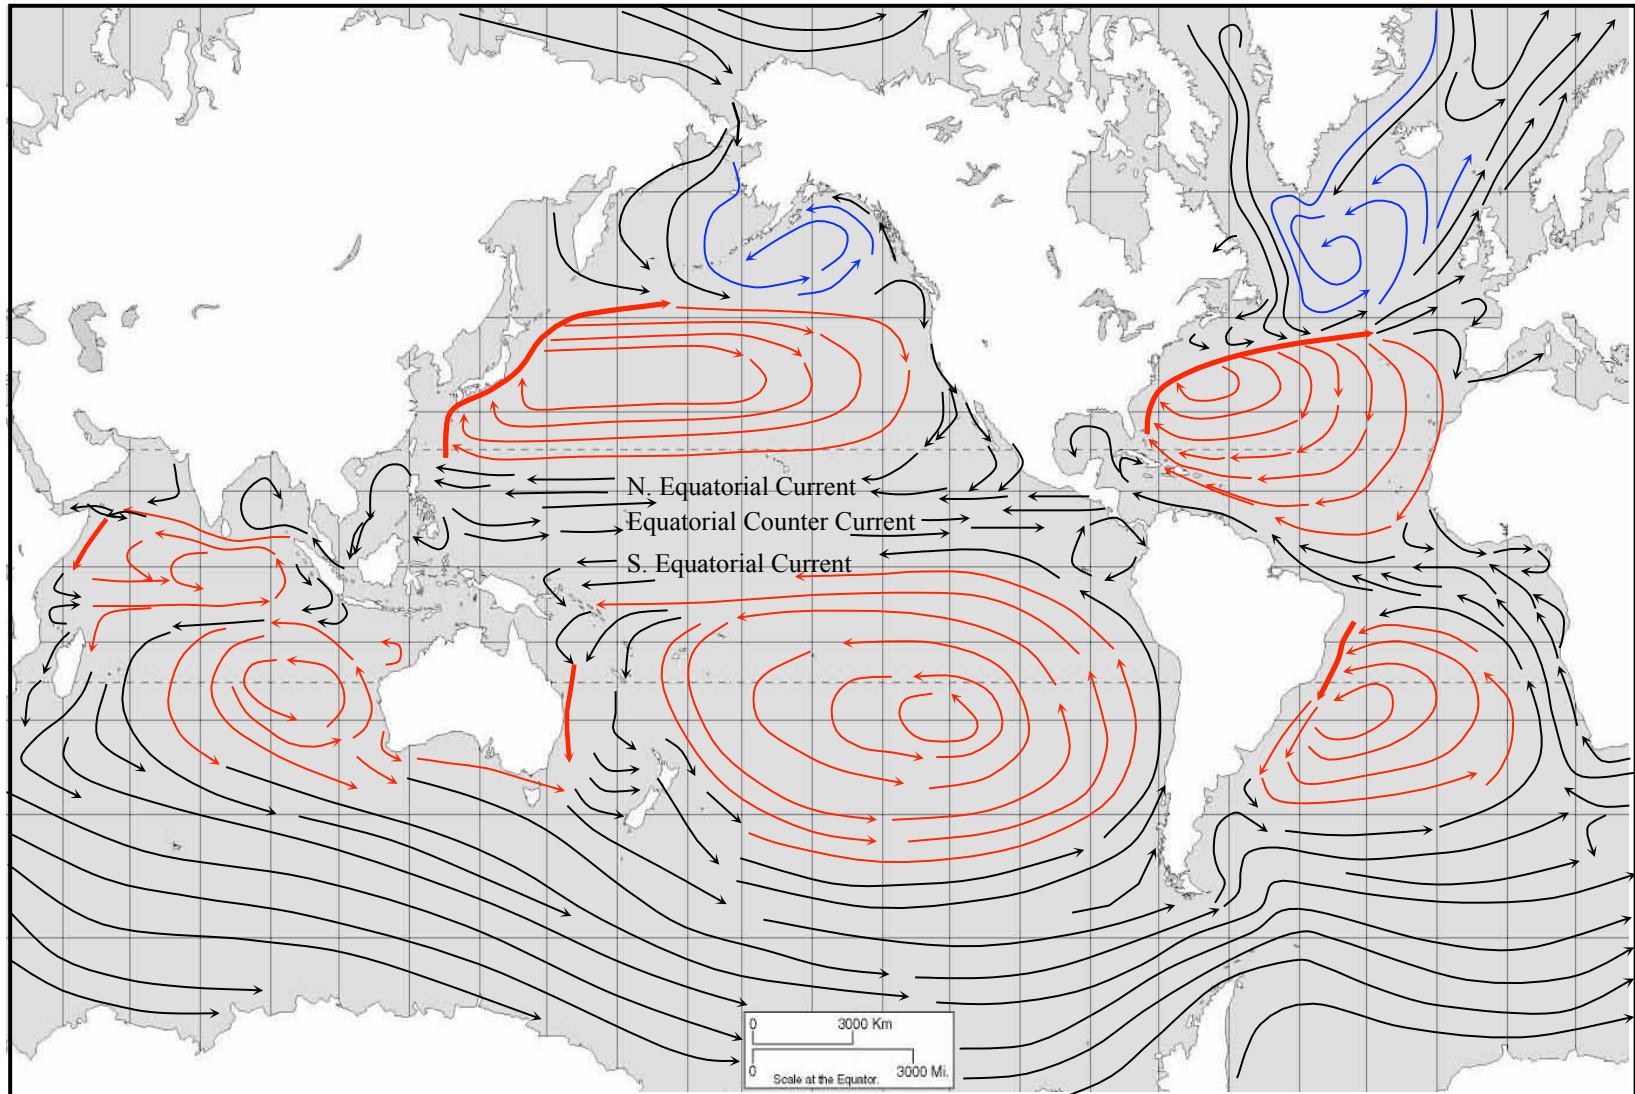 N. Equatorial Current
Equatorial Counter Current
S. Equatorial Current
0 3000 Km
0 3000 Mi.
Scale at the Equator.